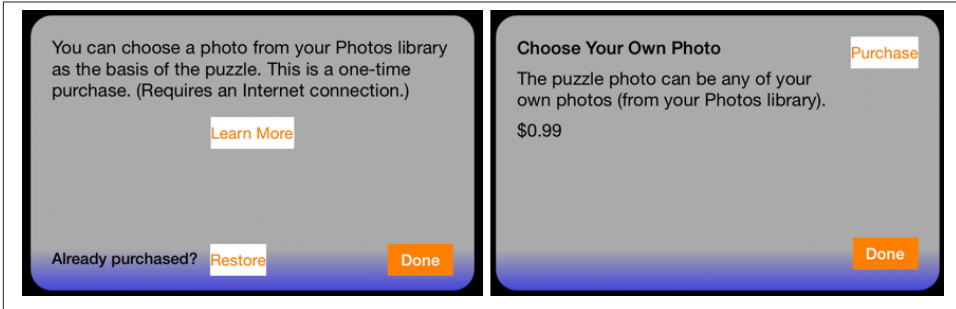 You can choose a photo from your Photos library
as the basis of the puzzle. This is a one-time
purchase. (Requires an Internet connection.)
Learn More
Already purchased? Restore Done
Choose Your Own Photo
Purchase
The puzzle photo can be any of your
own photos (from your Photos library).
$0.99
Done